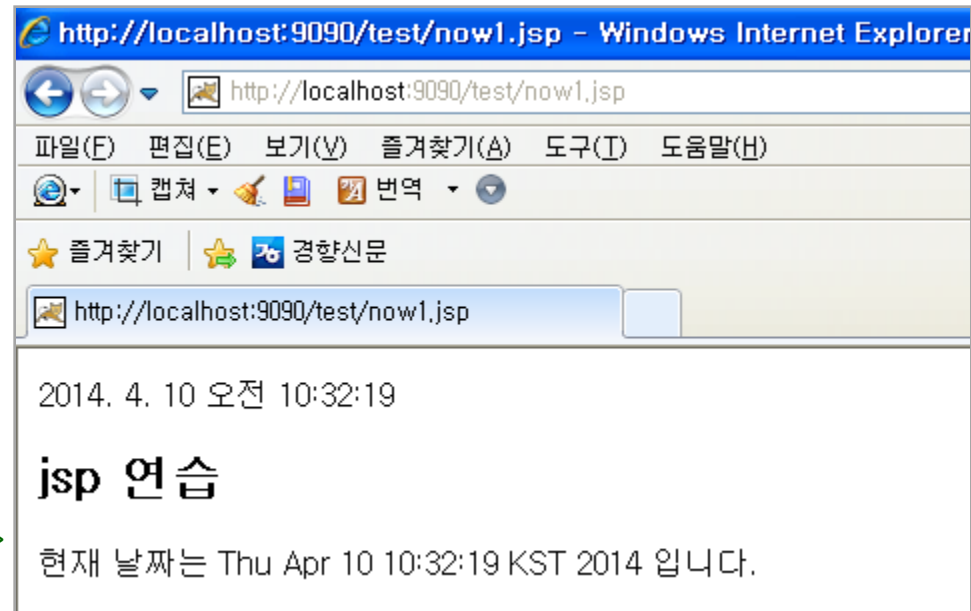 http://localhost:9090/test/now1.jsp - Windows Internet Explorer
http://localhost:9090/test/now1.jsp
파일(F) 편집(E) 보기(V) 즐겨찾기(A) 도구(T) 도움말(H)
캡쳐 번역
즐겨찾기 경향신문
http://localhost:9090/test/now1.jsp
2014. 4. 10 오전 10:32:19
jsp 연습
현재 날짜는 Thu Apr 10 10:32:19 KST 2014 입니다.